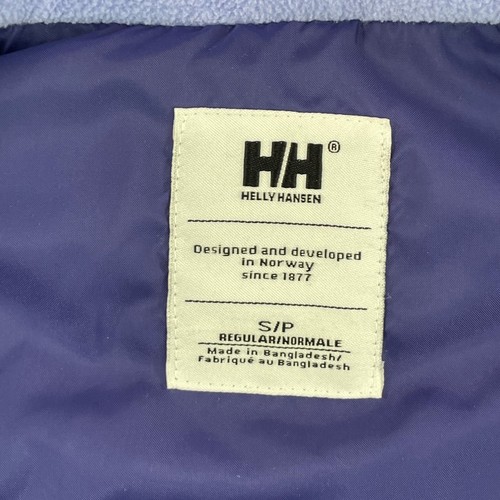 HH®
HELLY HANSEN
Designed and developed
in Norway
since 1877
S/P
REGULAR/NORMALE
Made in Bangladesh/
Fabriqué au Bangladesh